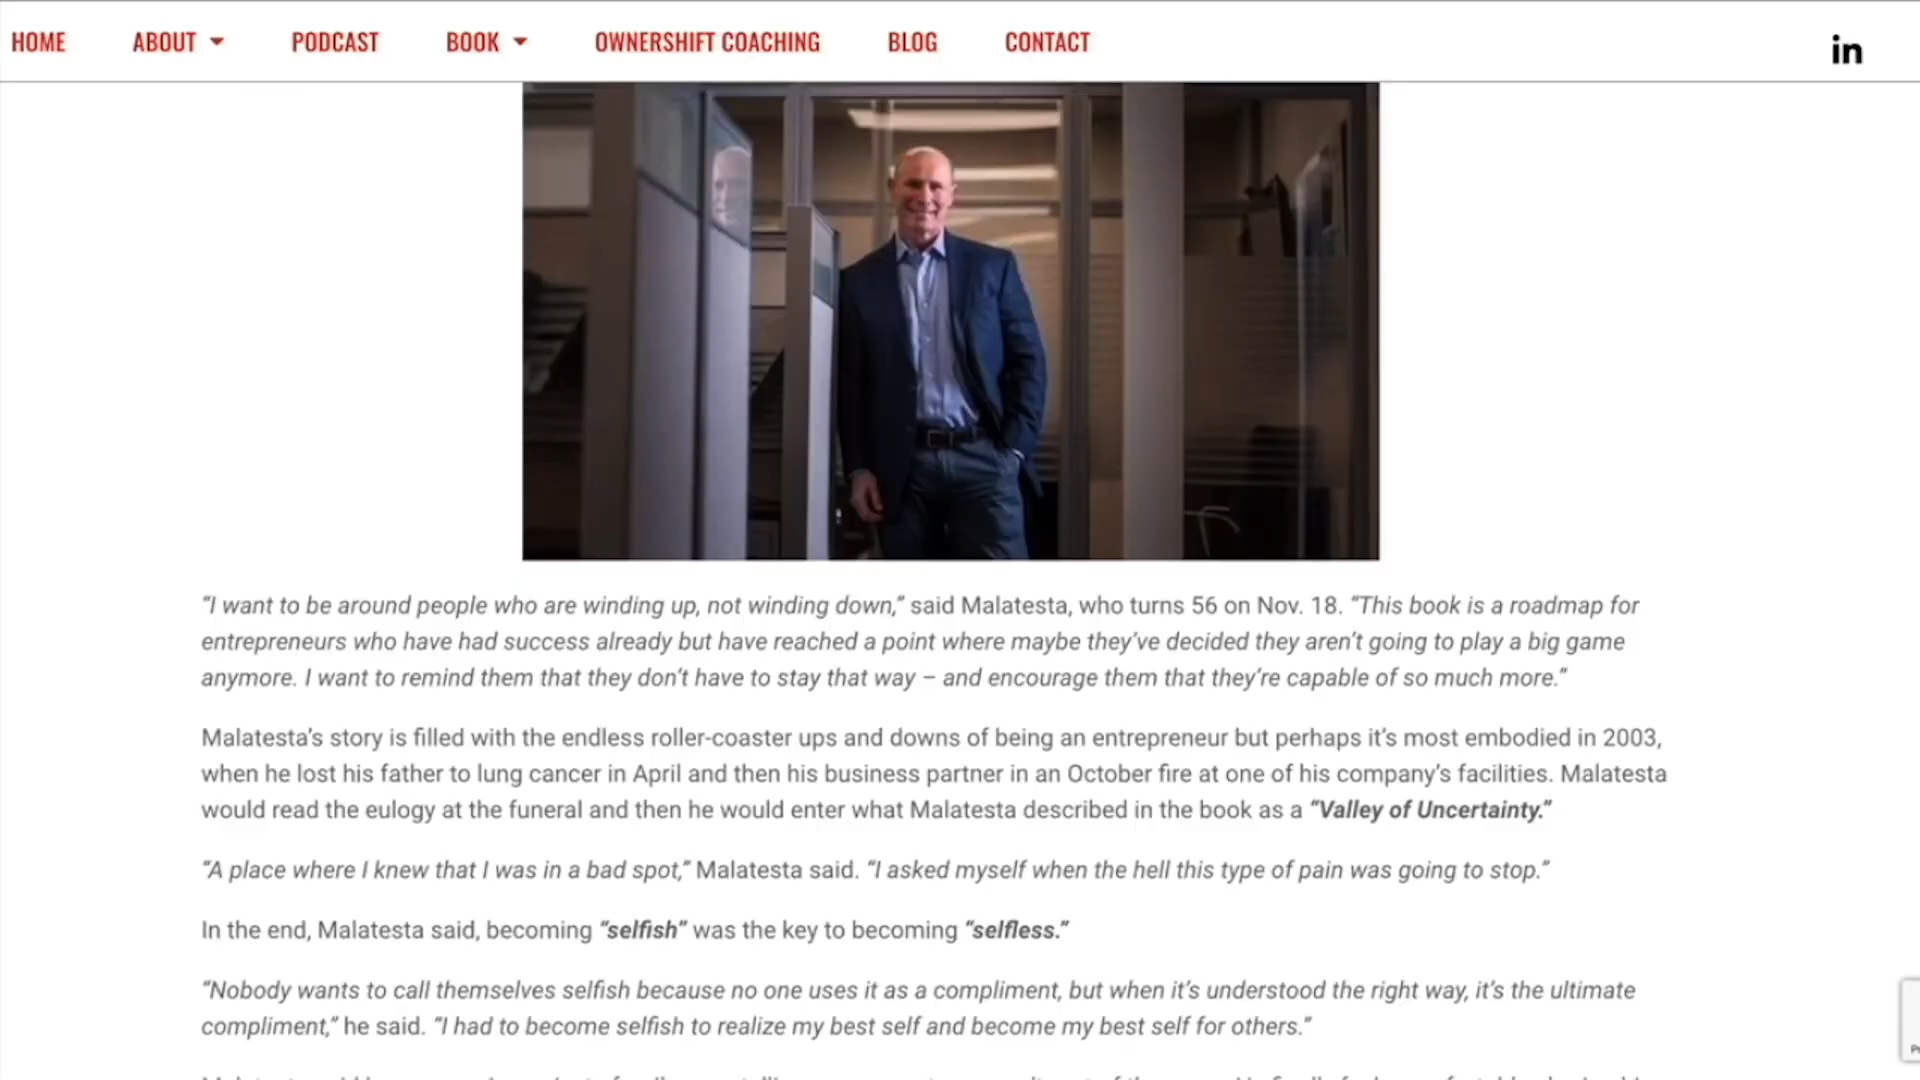 HOME ABOUT PODCAST BOOK OWNERSHIFT COACHING BLOG CONTACT in
“I want to be around people who are winding up, not winding down,” said Malatesta, who turns 56 on Nov. 18. “This book is a roadmap for
entrepreneurs who have had success already but have reached a point where maybe they’ve decided they aren’t going to play a big game
anymore. I want to remind them that they don’t have to stay that way – and encourage them that they’re capable of so much more.”
Malatesta’s story is filled with the endless roller-coaster ups and downs of being an entrepreneur but perhaps it’s most embodied in 2003,
when he lost his father to lung cancer in April and then his business partner in an October fire at one of his company’s facilities. Malatesta
would read the eulogy at the funeral and then he would enter what Malatesta described in the book as a “Valley of Uncertainty.”
“A place where I knew that I was in a bad spot,” Malatesta said. “I asked myself when the hell this type of pain was going to stop.”
In the end, Malatesta said, becoming “selfish” was the key to becoming “selfless.”
“Nobody wants to call themselves selfish because no one uses it as a compliment, but when it’s understood the right way, it’s the ultimate
compliment,” he said. “I had to become selfish to realize my best self and become my best self for others.”